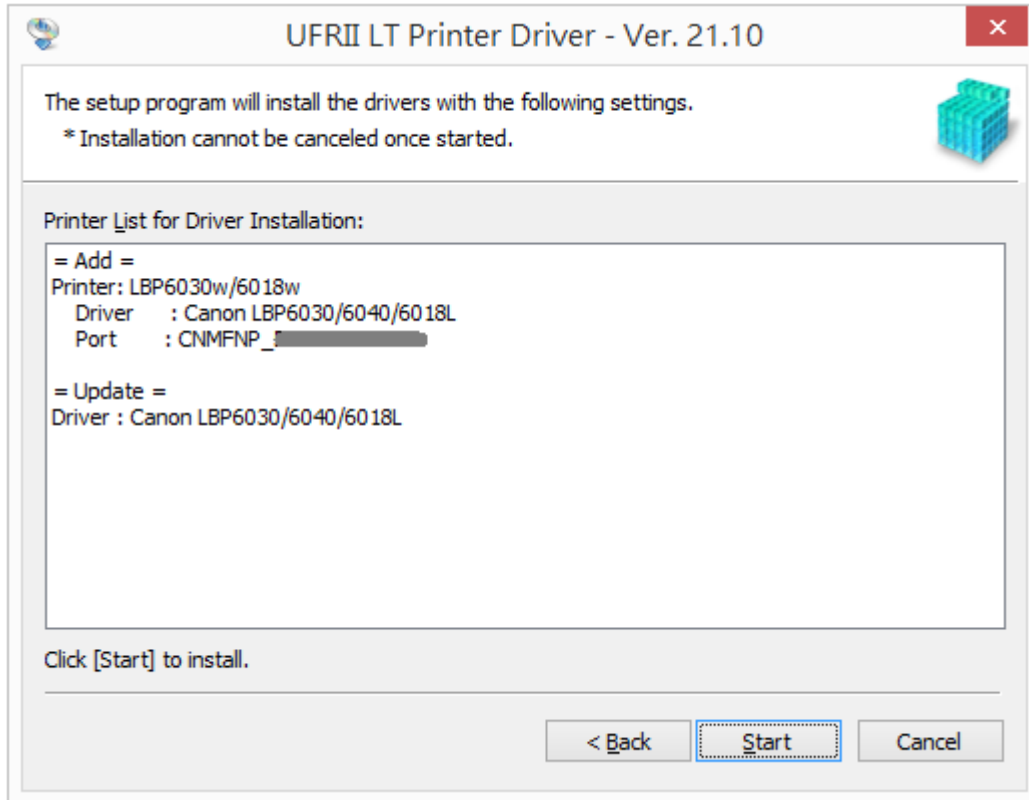 UFRII LT Printer Driver - Ver. 21.10
The setup program will install the drivers with the following settings.
* Installation cannot be canceled once started.
Printer List for Driver Installation:
= Add =
Printer: LBP6030w/6018w
Driver : Canon LBP6030/6040/6018L
Port : CNMFNP_
= Update =
Driver : Canon LBP6030/6040/6018L
Click [Start] to install.
< Back Start Cancel